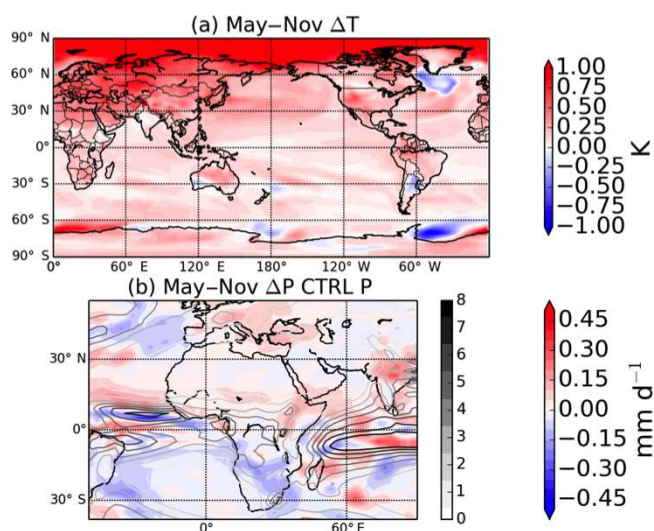 (a) May−Nov ΔT
90° N
60° N
30° N
0°
30° S
60° S
90° S
0° 60° E 120° E 180° 120° W 60° W
1.00
0.75
0.50
0.25
0.00
−0.25
−0.50
−0.75
−1.00
K
(b) May−Nov ΔP CTRL P
30° N
0°
30° S
0° 60° E
8
7
6
5
4
3
2
1
0
0.45
0.30
0.15
0.00
−0.15
−0.30
−0.45
mm d⁻¹